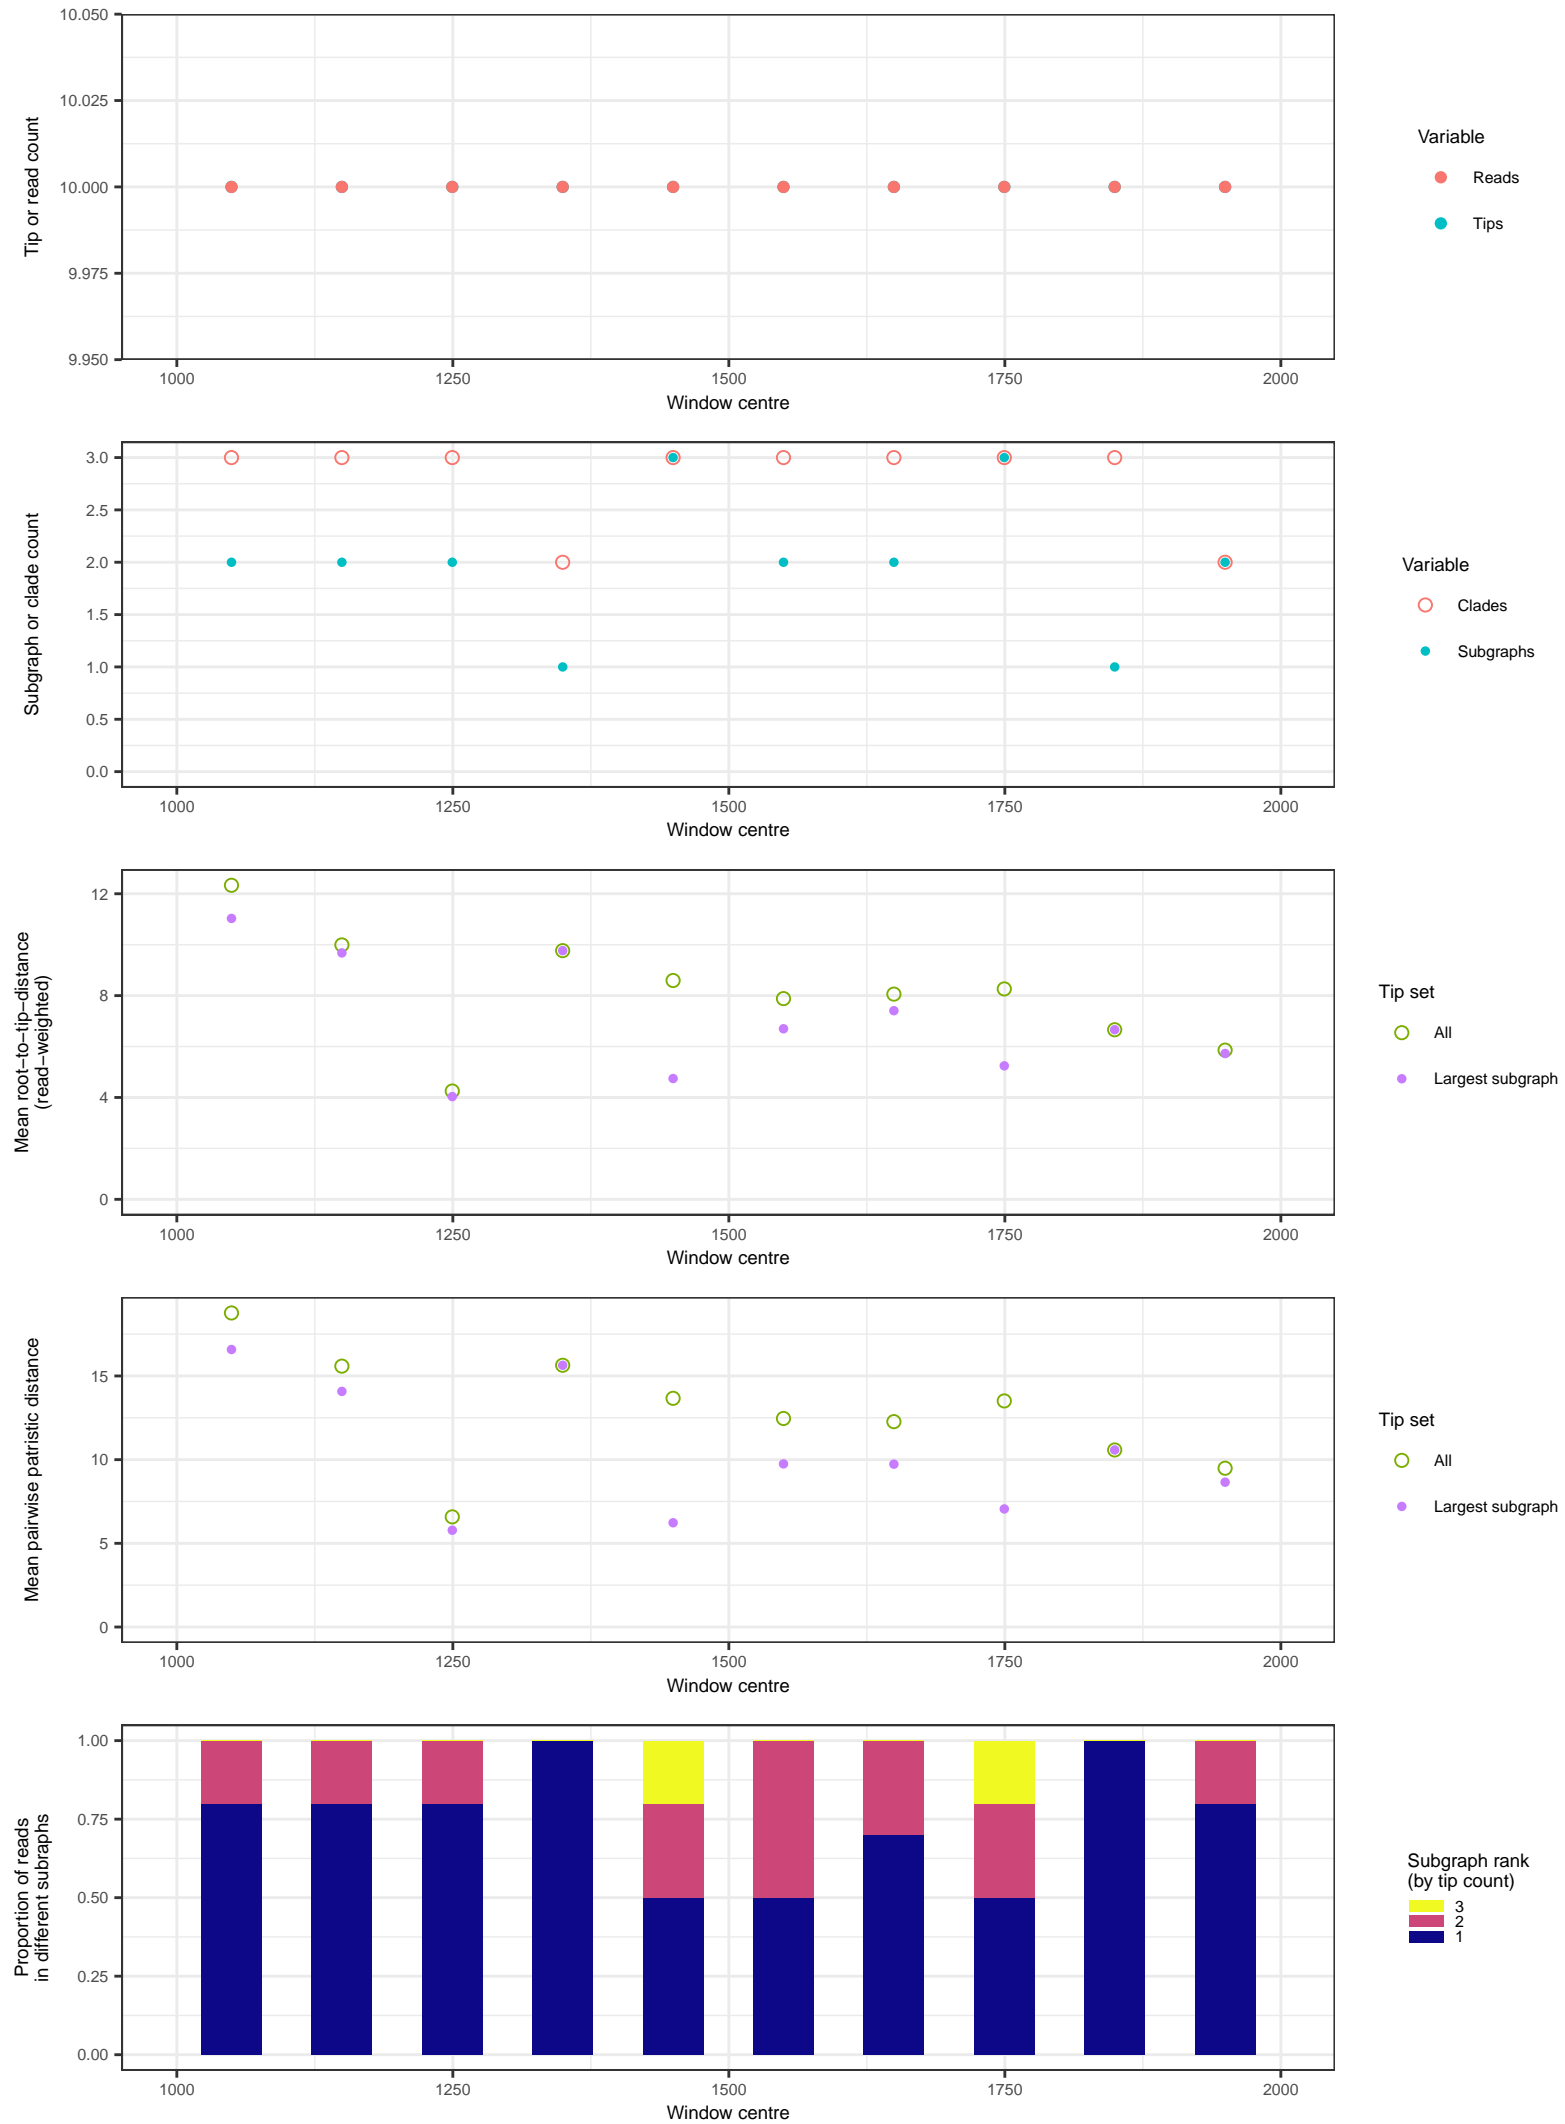 10.050
10.025
10.000
9.975
9.950
Tip or read count
1000 1250 1500 1750 2000
Window centre
Variable
Reads
Tips
3.0
2.5
2.0
1.5
1.0
0.5
0.0
Subgraph or clade count
1000 1250 1500 1750 2000
Window centre
Variable
Clades
Subgraphs
12
8
4
0
Mean root−to−tip−distance
(read−weighted)
1000 1250 1500 1750 2000
Window centre
Tip set
All
Largest subgraph
15
10
5
0
Mean pairwise patristic distance
1000 1250 1500 1750 2000
Window centre
Tip set
All
Largest subgraph
1.00
0.75
0.50
0.25
0.00
Proportion of reads
in different subraphs
1000 1250 1500 1750 2000
Window centre
Subgraph rank
(by tip count)
3
2
1